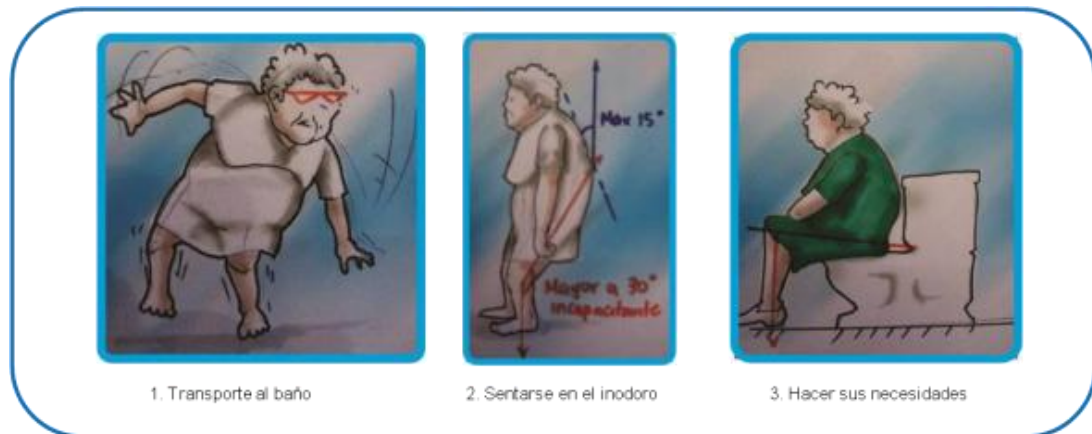 Max 15°
Mayor a 30°
incapacitante
1. Transporte al baño
2. Sentarse en el inodoro
3. Hacer sus necesidades